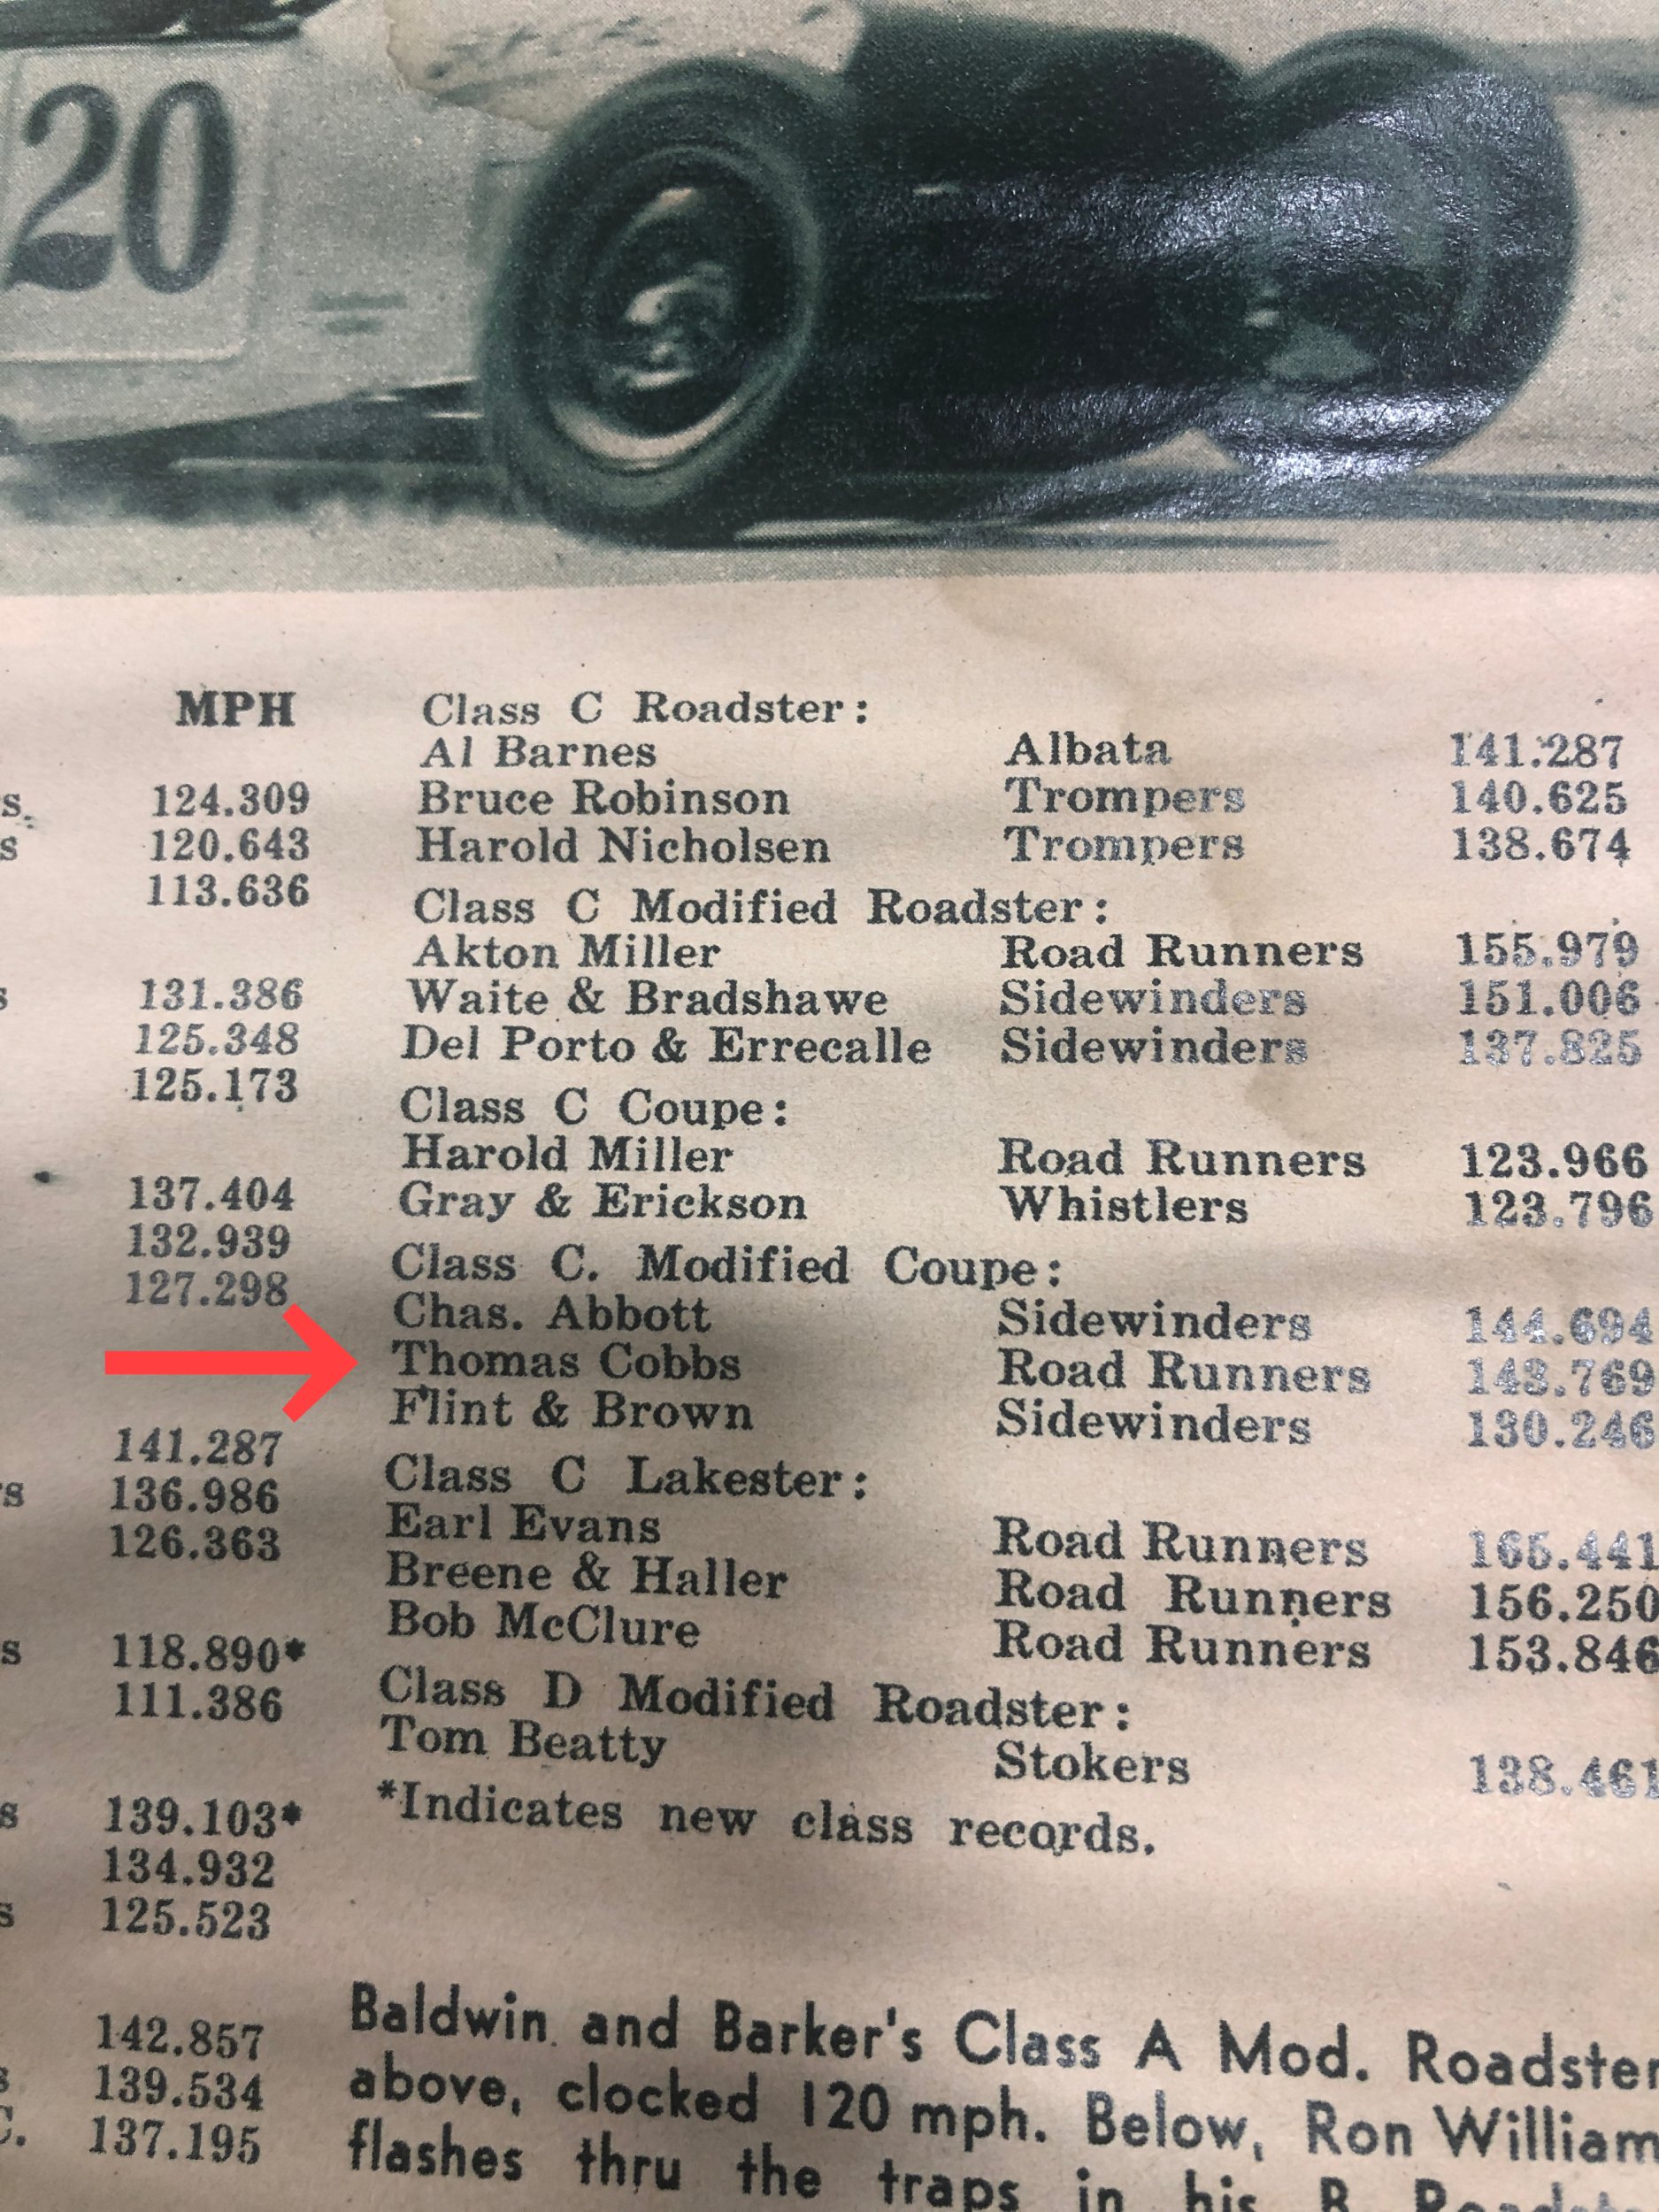 20
MPH
124.309
120.643
113.636
131.386
125.348
125.173
137.404
132.939
127.298
141.287
136.986
126.363
118.890*
111.386
139.103*
134.932
125.523
142.857
139.534
137.195
Class C Roadster:
Al Barnes Albata 141.287
Bruce Robinson Trompers 140.625
Harold Nicholsen Trompers 138.674
Class C Modified Roadster:
Akton Miller Road Runners 155.979
Waite & Bradshawe Sidewinders 151.006
Del Porto & Errecalle Sidewinders 137.825
Class C Coupe:
Harold Miller Road Runners 123.966
Gray & Erickson Whistlers 123.796
Class C. Modified Coupe:
Chas. Abbott Sidewinders 144.694
Thomas Cobbs Road Runners 143.769
Flint & Brown Sidewinders 130.246
Class C Lakester:
Earl Evans Road Runners 165.441
Breene & Haller Road Runners 156.250
Bob McClure Road Runners 153.846
Class D Modified Roadster:
Tom Beatty Stokers 138.461
*Indicates new class records.
Baldwin and Barker's Class A Mod. Roadster
above, clocked 120 mph. Below, Ron William
flashes thru the traps in his B